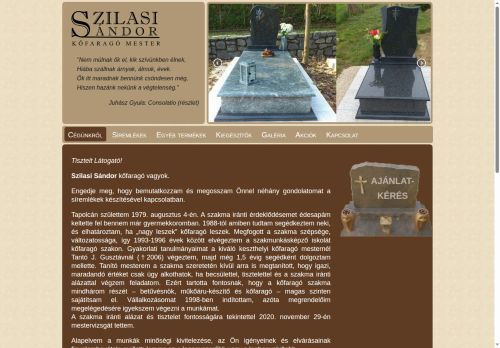 SZILASI
SÁNDOR
KŐFARAGÓ MESTER
"Nem múlnak ők el, kik szívünkben élnek,
Hiába szállnak árnyak, álmok, évek.
Ők itt maradnak bennünk csöndesen még,
Hiszen hazánk nekünk a végtelenség."
Juhász Gyula: Consolatio (részlet)
CÉGÜNKRŐL SÍREMLÉKEK EGYÉB TERMÉKEK KIEGÉSZÍTŐK GALÉRIA AKCIÓK KAPCSOLAT
Tisztelt Látogató!
Szilasi Sándor kőfaragó vagyok.
Engedje meg, hogy bemutatkozzam és megosszam Önnel néhány gondolatomat a
síremlékek készítésével kapcsolatban.
AJÁNLAT-
KÉRÉS
Tapolcán születtem 1979. augusztus 4-én. A szakma iránti érdeklődésemet édesapám
keltette fel bennem már gyermekkoromban. 1988-tól amiben tudtam segédkeztem neki,
és elhatároztam, ha „nagy leszek" kőfaragó leszek. Megfogott a szakma szépsége,
változatossága, így 1993-1996 évek között elvégeztem a szakmunkásképző iskolát
kőfaragó szakon. Gyakorlati tanulmányaimat a kiváló keszthelyi kőfaragó mesternél
Tantó J. Gusztávnál († 2006) végeztem, majd még 1,5 évig segédként dolgoztam
mellette. Tanító mesterem a szakma szeretetén kívül arra is megtanított, hogy igazi,
maradandó értéket csak úgy alkothatok, ha becsülettel, tisztelettel és a szakma iránti
alázattal végzem feladatom. Ezért tartotta fontosnak, hogy a kőfaragó szakma
mindhárom részét – betűvésnök, műkőáru-készítő és kőfaragó – magas szinten
sajátítsam el. Vállalkozásomat 1998-ben indítottam, azóta megrendelőim
megelégedésére igyekszem végezni a munkámat.
A szakma iránti alázat és tisztelet fontosságára tekintettel 2020. november 29-én
mestervizsgát tettem.
Alapelvem a munkák minőségi kivitelezése, az Ön igényeinek és elvárásainak